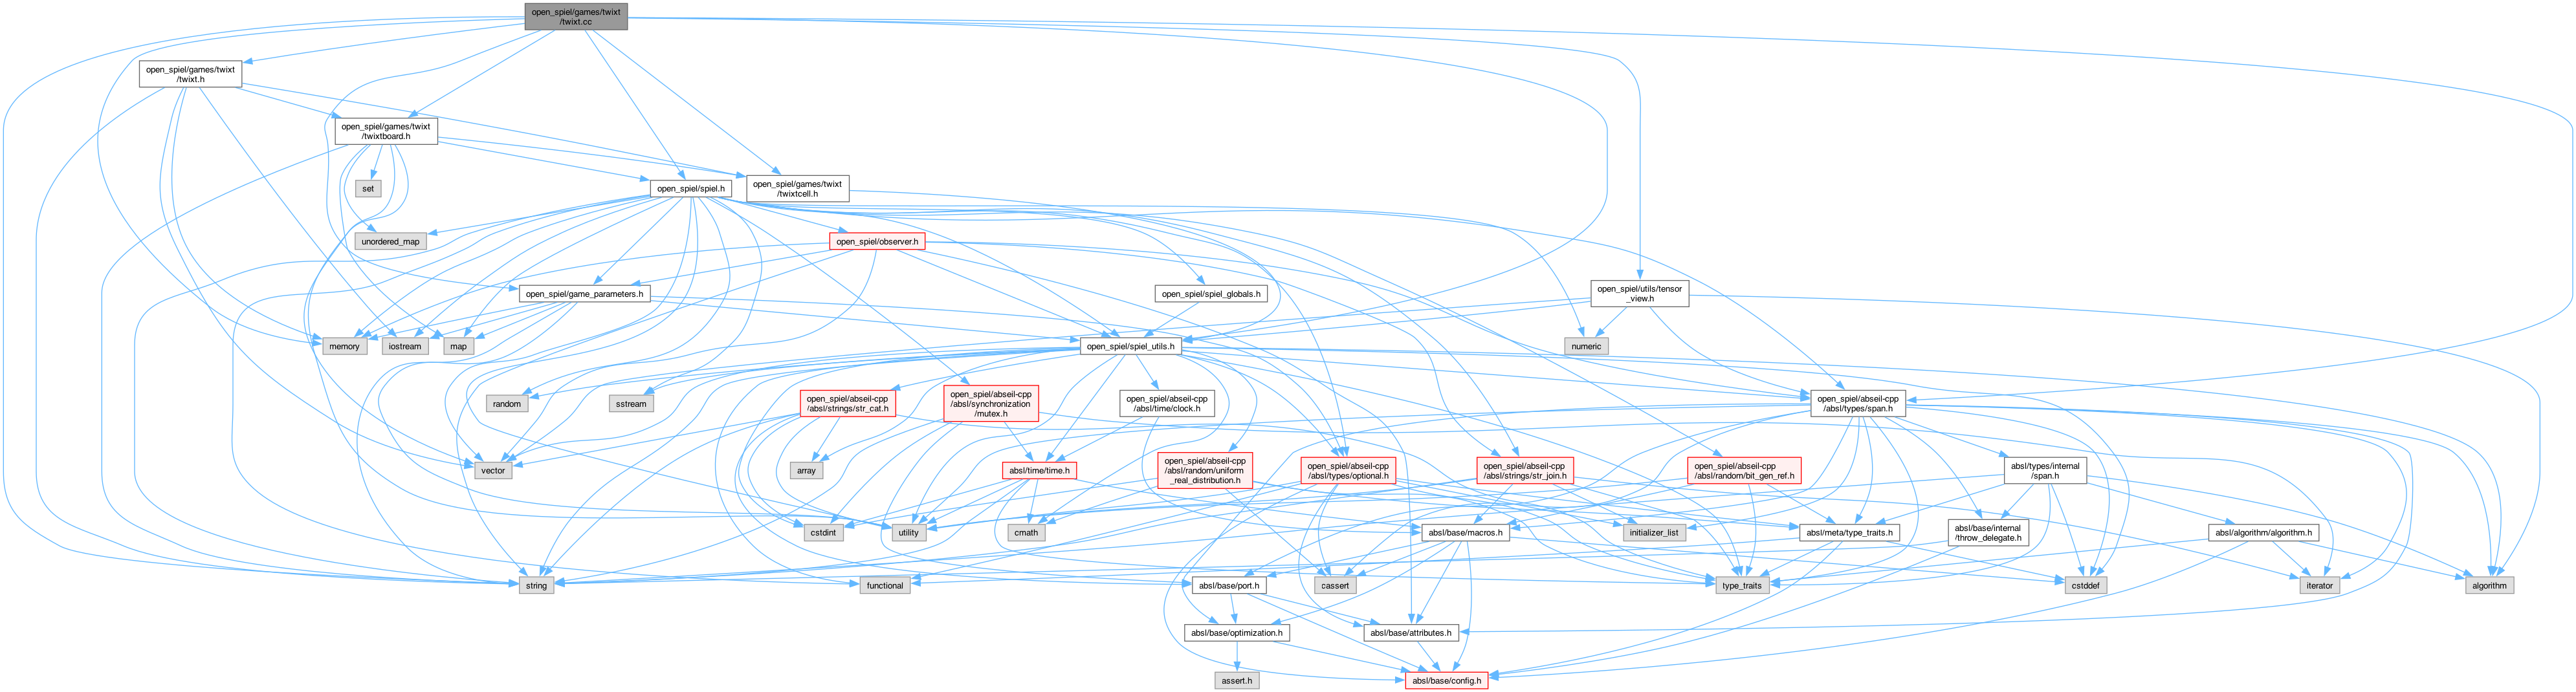 open_spiel/games/twixt
/twixt.cc
open_spiel/games/twixt
/twixt.h
open_spiel/games/twixt
/twixtboard.h
set
open_spiel/spiel.h
open_spiel/games/twixt
/twixtcell.h
unordered_map
open_spiel/observer.h
open_spiel/game_parameters.h
open_spiel/spiel_globals.h
open_spiel/utils/tensor
_view.h
memory
iostream
map
open_spiel/spiel_utils.h
numeric
random
sstream
open_spiel/abseil-cpp
/absl/strings/str_cat.h
open_spiel/abseil-cpp
/absl/synchronization
/mutex.h
open_spiel/abseil-cpp
/absl/time/clock.h
open_spiel/abseil-cpp
/absl/types/span.h
vector
array
absl/time/time.h
open_spiel/abseil-cpp
/absl/random/uniform
_real_distribution.h
open_spiel/abseil-cpp
/absl/types/optional.h
open_spiel/abseil-cpp
/absl/strings/str_join.h
open_spiel/abseil-cpp
/absl/random/bit_gen_ref.h
absl/types/internal
/span.h
cstdint
utility
cmath
absl/base/macros.h
initializer_list
absl/meta/type_traits.h
absl/base/internal
/throw_delegate.h
absl/algorithm/algorithm.h
string
functional
absl/base/port.h
cassert
type_traits
cstddef
iterator
algorithm
absl/base/optimization.h
absl/base/attributes.h
assert.h
absl/base/config.h